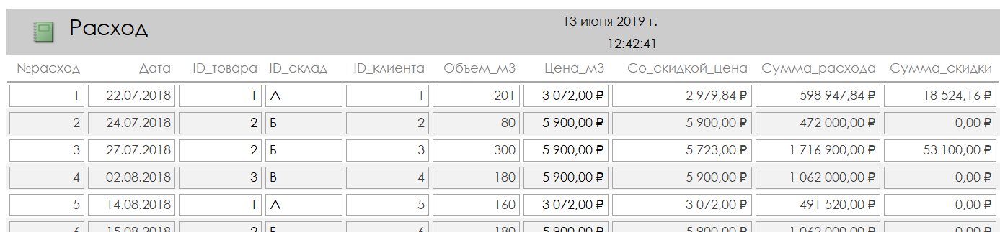 Расход
13 июня 2019 г.
12:42:41
№расход Дата ID_товара ID_склад ID_клиента Объем_м3 Цена_м3 Со_скидкой_цена Сумма_расхода Сумма_скидки
1 22.07.2018 1 А 1 201 3 072,00 ₽ 2 979,84 ₽ 598 947,84 ₽ 18 524,16 ₽
2 24.07.2018 2 Б 2 80 5 900,00 ₽ 5 900,00 ₽ 472 000,00 ₽ 0,00 ₽
3 27.07.2018 2 Б 3 300 5 900,00 ₽ 5 723,00 ₽ 1 716 900,00 ₽ 53 100,00 ₽
4 02.08.2018 3 В 4 180 5 900,00 ₽ 5 900,00 ₽ 1 062 000,00 ₽ 0,00 ₽
5 14.08.2018 1 А 5 160 3 072,00 ₽ 3 072,00 ₽ 491 520,00 ₽ 0,00 ₽
6 15.08.2018 2 Б 6 180 5 900,00 ₽ 5 900,00 ₽ 1 062 000,00 ₽ 0,00 ₽